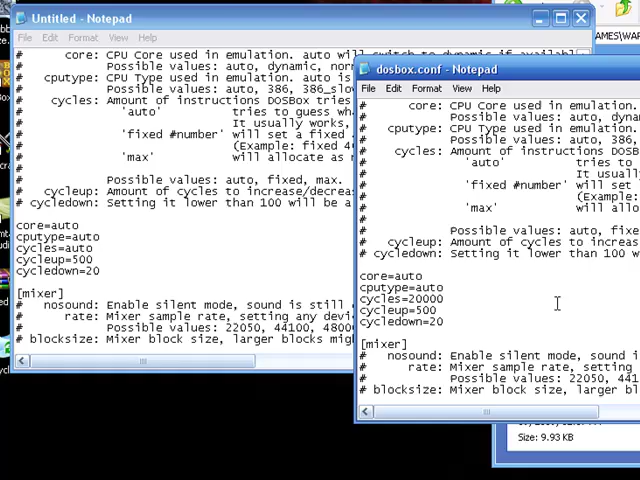 Untitled - Notepad
File Edit Format View Help
# core: CPU Core used in emulation. auto will switch to dynamic if availabl
# Possible values: auto, dynamic, nor
# cputype: CPU Type used in emulation. auto is
# Possible values: auto, 386, 386_slo
# cycles: Amount of instructions DOSBox tries
# 'auto' tries to guess wha
# It usually works,
# 'fixed #number' will set a fixed
# (Example: fixed 4
# 'max' will allocate as
#
# Possible values: auto, fixed, max.
# cycleup: Amount of cycles to increase/decreas
# cycledown: Setting it lower than 100 will be a
core=auto
cputype=auto
cycles=auto
cycleup=500
cycledown=20
[mixer]
# nosound: Enable silent mode, sound is still
# rate: Mixer sample rate, setting any devi
# Possible values: 22050, 44100, 48000
# blocksize: Mixer block size, larger blocks migh
dosbox.conf - Notepad
File Edit Format View Help
# core: CPU Core used in emulation.
# Possible values: auto, dyna
# cputype: CPU Type used in emulation.
# Possible values: auto, 386,
# cycles: Amount of instructions DOSB
# 'auto' tries to
# It usuall
# 'fixed #number' will set
# (Example:
# 'max' will allo
#
# Possible values: auto, fixe
# cycleup: Amount of cycles to increas
# cycledown: Setting it lower than 100 w
core=auto
cputype=auto
cycles=20000
cycleup=500
cycledown=20
[mixer]
# nosound: Enable silent mode, sound i
# rate: Mixer sample rate, setting
# Possible values: 22050, 441
# blocksize: Mixer block size, larger bl
Size: 9.93 KB